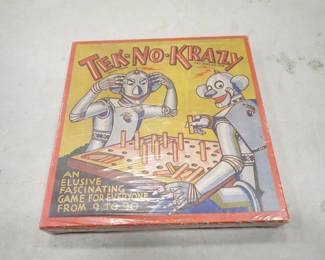 TEK-NO-KRAZY
AN
ELUSIVE
FASCINATING
GAME FOR EVERYONE
FROM 9 TO 90